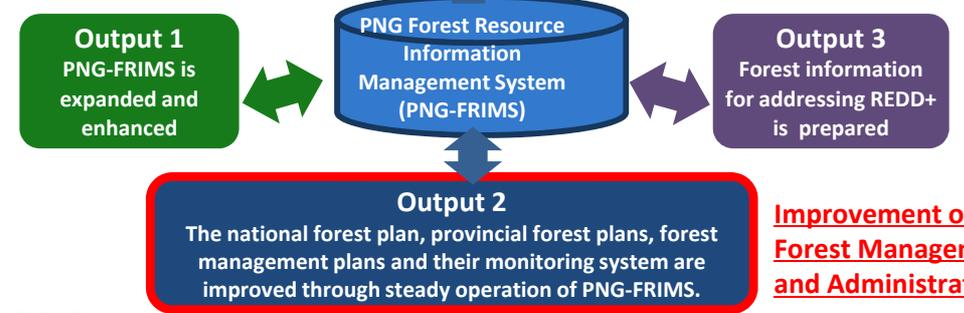 Output 1
PNG-FRIMS is
expanded and
enhanced
PNG Forest Resource
Information
Management System
(PNG-FRIMS)
Output 3
Forest information
for addressing REDD+
is prepared
Output 2
The national forest plan, provincial forest plans, forest
management plans and their monitoring system are
improved through steady operation of PNG-FRIMS.
Improvement o
Forest Manager
and Administrat